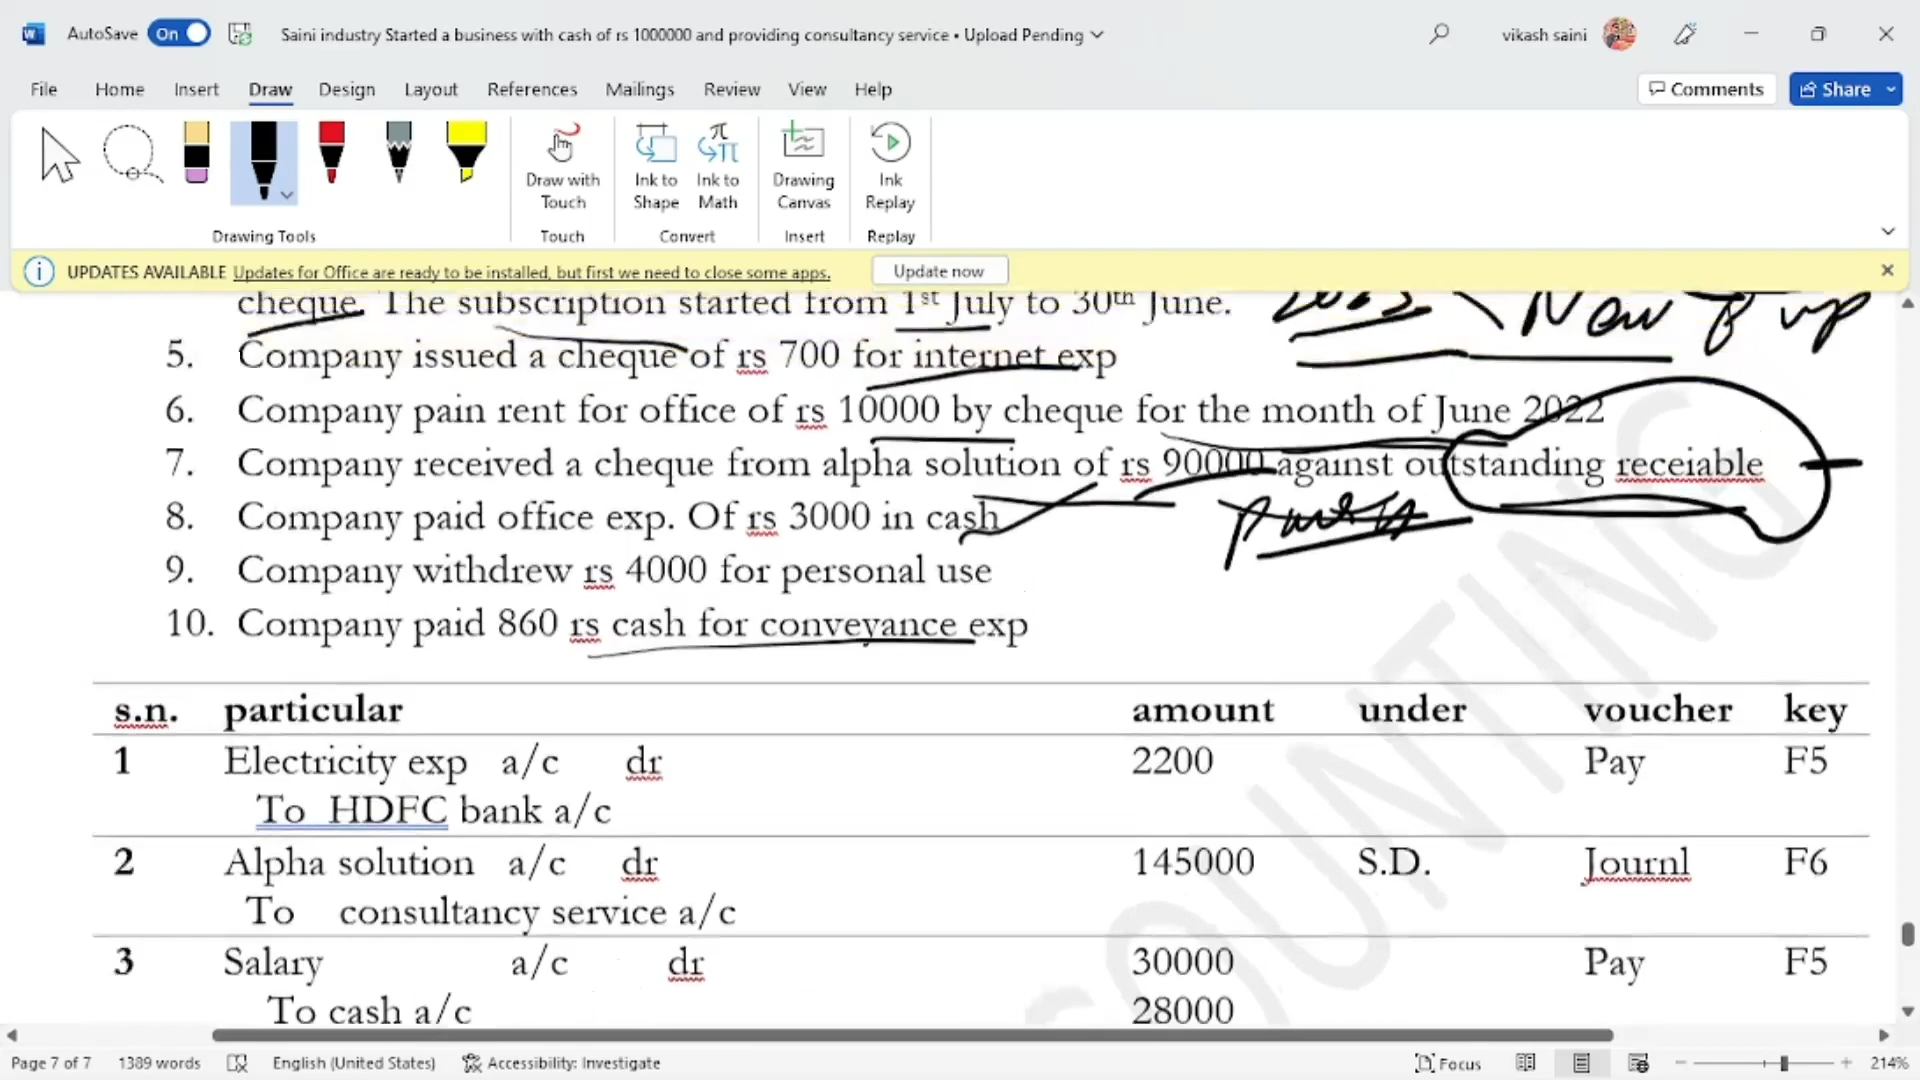 AutoSave On Saini industry Started a business with cash of rs 1000000 and providing consultancy service • Upload Pending vikash saini
File Home Insert Draw Design Layout References Mailings Review View Help Comments Share
Draw with Touch
Ink to Shape
Ink to Math
Drawing Canvas
Ink Replay
Drawing Tools Touch Convert Insert Replay
UPDATES AVAILABLE Updates for Office are ready to be installed, but first we need to close some apps. Update now
cheque. The subscription started from 1st July to 30th June.
5. Company issued a cheque of rs 700 for internet exp
6. Company pain rent for office of rs 10000 by cheque for the month of June 2022
7. Company received a cheque from alpha solution of rs 90000 against outstanding receiable
8. Company paid office exp. Of rs 3000 in cash
9. Company withdrew rs 4000 for personal use
10. Company paid 860 rs cash for conveyance exp
s.n. particular amount under voucher key
1 Electricity exp a/c dr 2200 Pay F5
To HDFC bank a/c
2 Alpha solution a/c dr 145000 S.D. Journl F6
To consultancy service a/c
3 Salary a/c dr 30000 Pay F5
To cash a/c 28000
Page 7 of 7 1389 words English (United States) Accessibility: Investigate Focus 214%